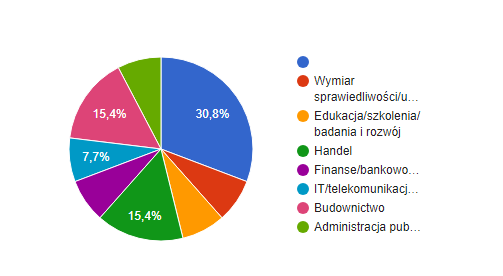 30,8%
15,4%
7,7%
15,4%
Wymiar
sprawiedliwości/u…
Edukacja/szkolenia/
badania i rozwój
Handel
Finanse/bankowo…
IT/telekomunikacj…
Budownictwo
Administracja pub…